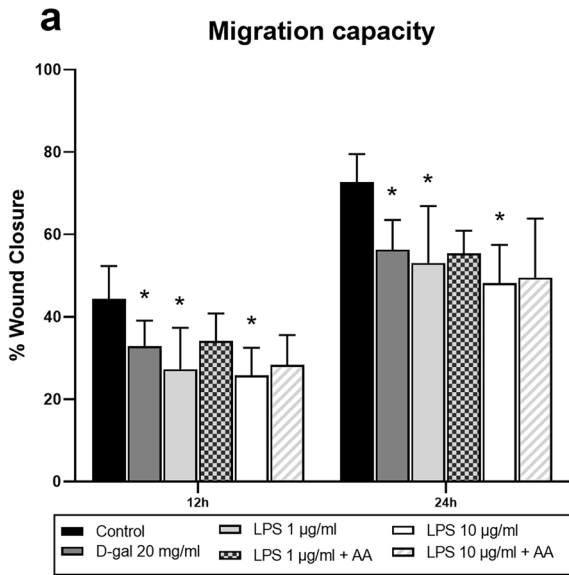 a
Migration capacity
% Wound Closure
100
80
60
40
20
0
* * *
* * *
12h 24h
Control LPS 1 µg/ml LPS 10 µg/ml
D-gal 20 mg/ml LPS 1 µg/ml + AA LPS 10 µg/ml + AA